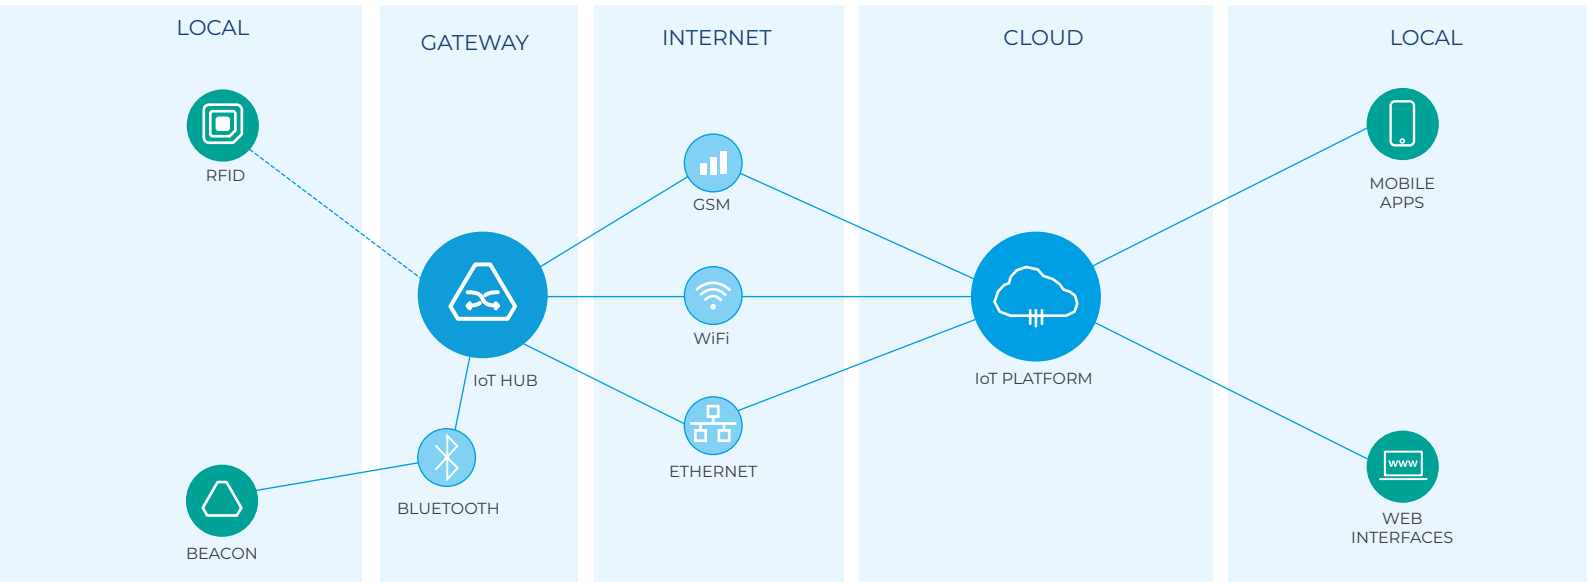 LOCAL
GATEWAY
INTERNET
CLOUD
LOCAL
RFID
GSM
MOBILE
APPS
WiFi
IoT HUB
IoT PLATFORM
ETHERNET
BLUETOOTH
BEACON
www
WEB
INTERFACES